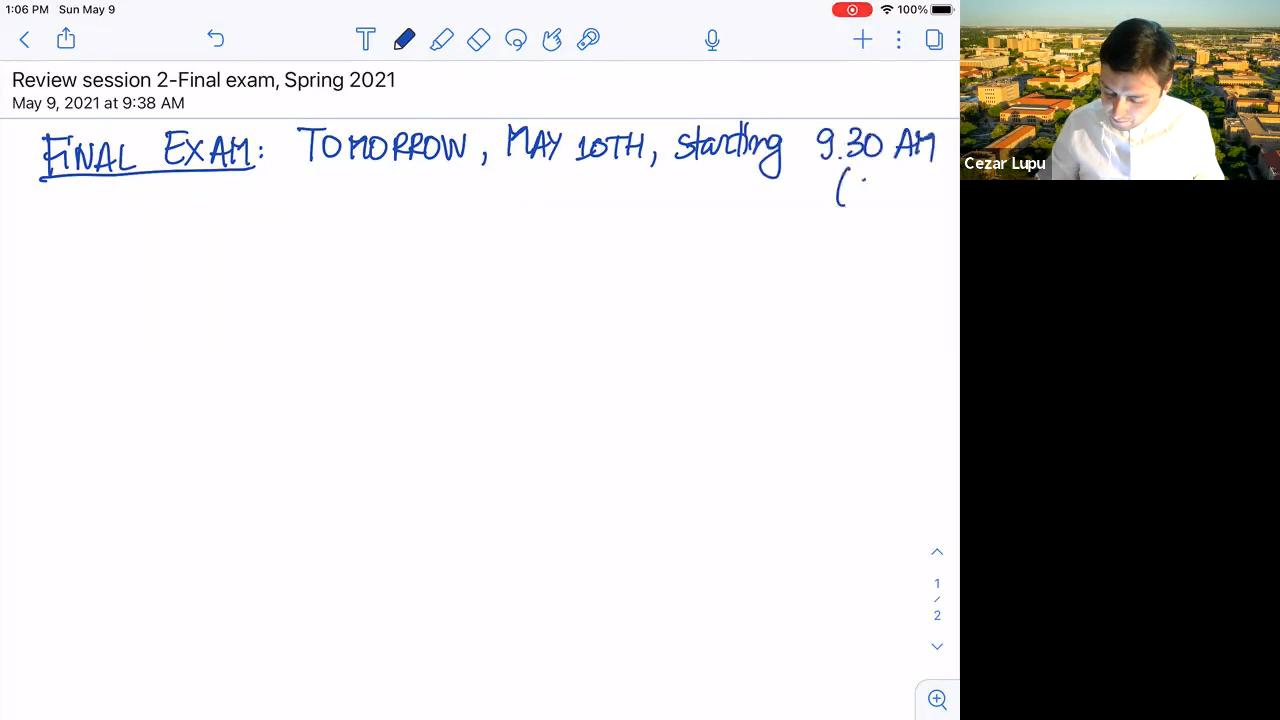 1:06 PM Sun May 9 100%
T
Review session 2-Final exam, Spring 2021
May 9, 2021 at 9:38 AM
FINAL EXAM: TOMORROW, MAY 10TH, starting 9.30 AM
(
1
/
2
Cezar Lupu